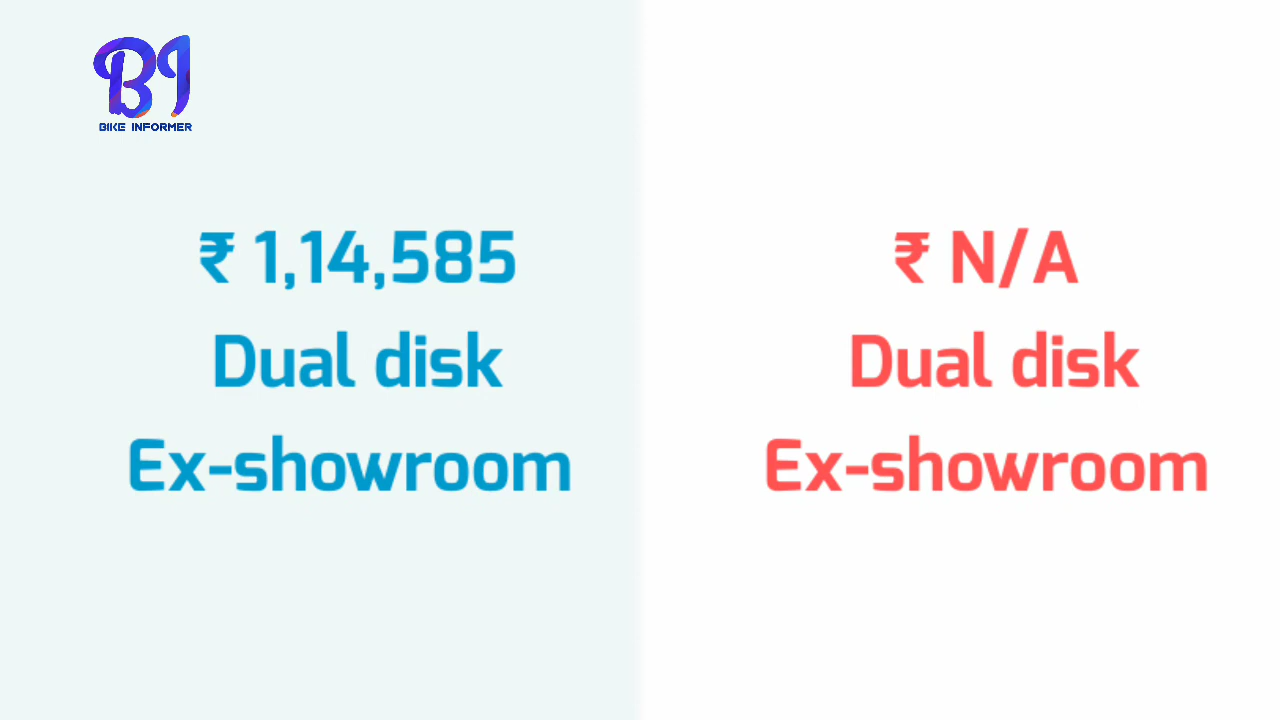 BI
BIKE INFORMER
₹ 1,14,585
Dual disk
Ex-showroom
₹ N/A
Dual disk
Ex-showroom